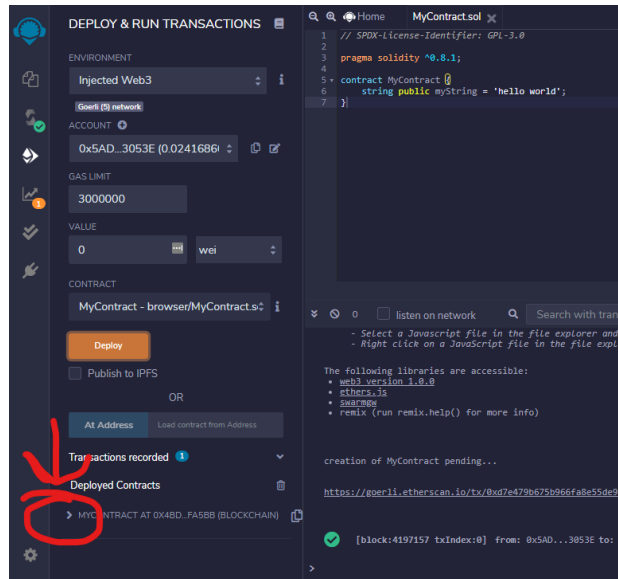 DEPLOY & RUN TRANSACTIONS
ENVIRONMENT
Injected Web3
i
Goerli (5) network
ACCOUNT
0x5AD...3053E (0.0241686
GAS LIMIT
3000000
VALUE
0
wei
CONTRACT
MyContract - browser/MyContract.s
i
Deploy
Publish to IPFS
OR
At Address
Load contract from Address
Transactions recorded 1
Deployed Contracts
MYCONTRACT AT 0X4BD...FA5BB (BLOCKCHAIN)
1
Home
MyContract.sol
1 // SPDX-License-Identifier: GPL-3.0
2
3 pragma solidity ^0.8.1;
4
5 contract MyContract {
6 string public myString = 'hello world';
7 }
0
listen on network
Search with tran
- Select a Javascript file in the file explorer and
- Right click on a JavaScript file in the file expl
The following libraries are accessible:
• web3 version 1.0.0
• ethers.js
• swarmgw
• remix (run remix.help() for more info)
creation of MyContract pending...
https://goerli.etherscan.io/tx/0xd7e479b675b966fa8e55de9
[block:4197157 txIndex:0] from: 0x5AD...3053E to:
>